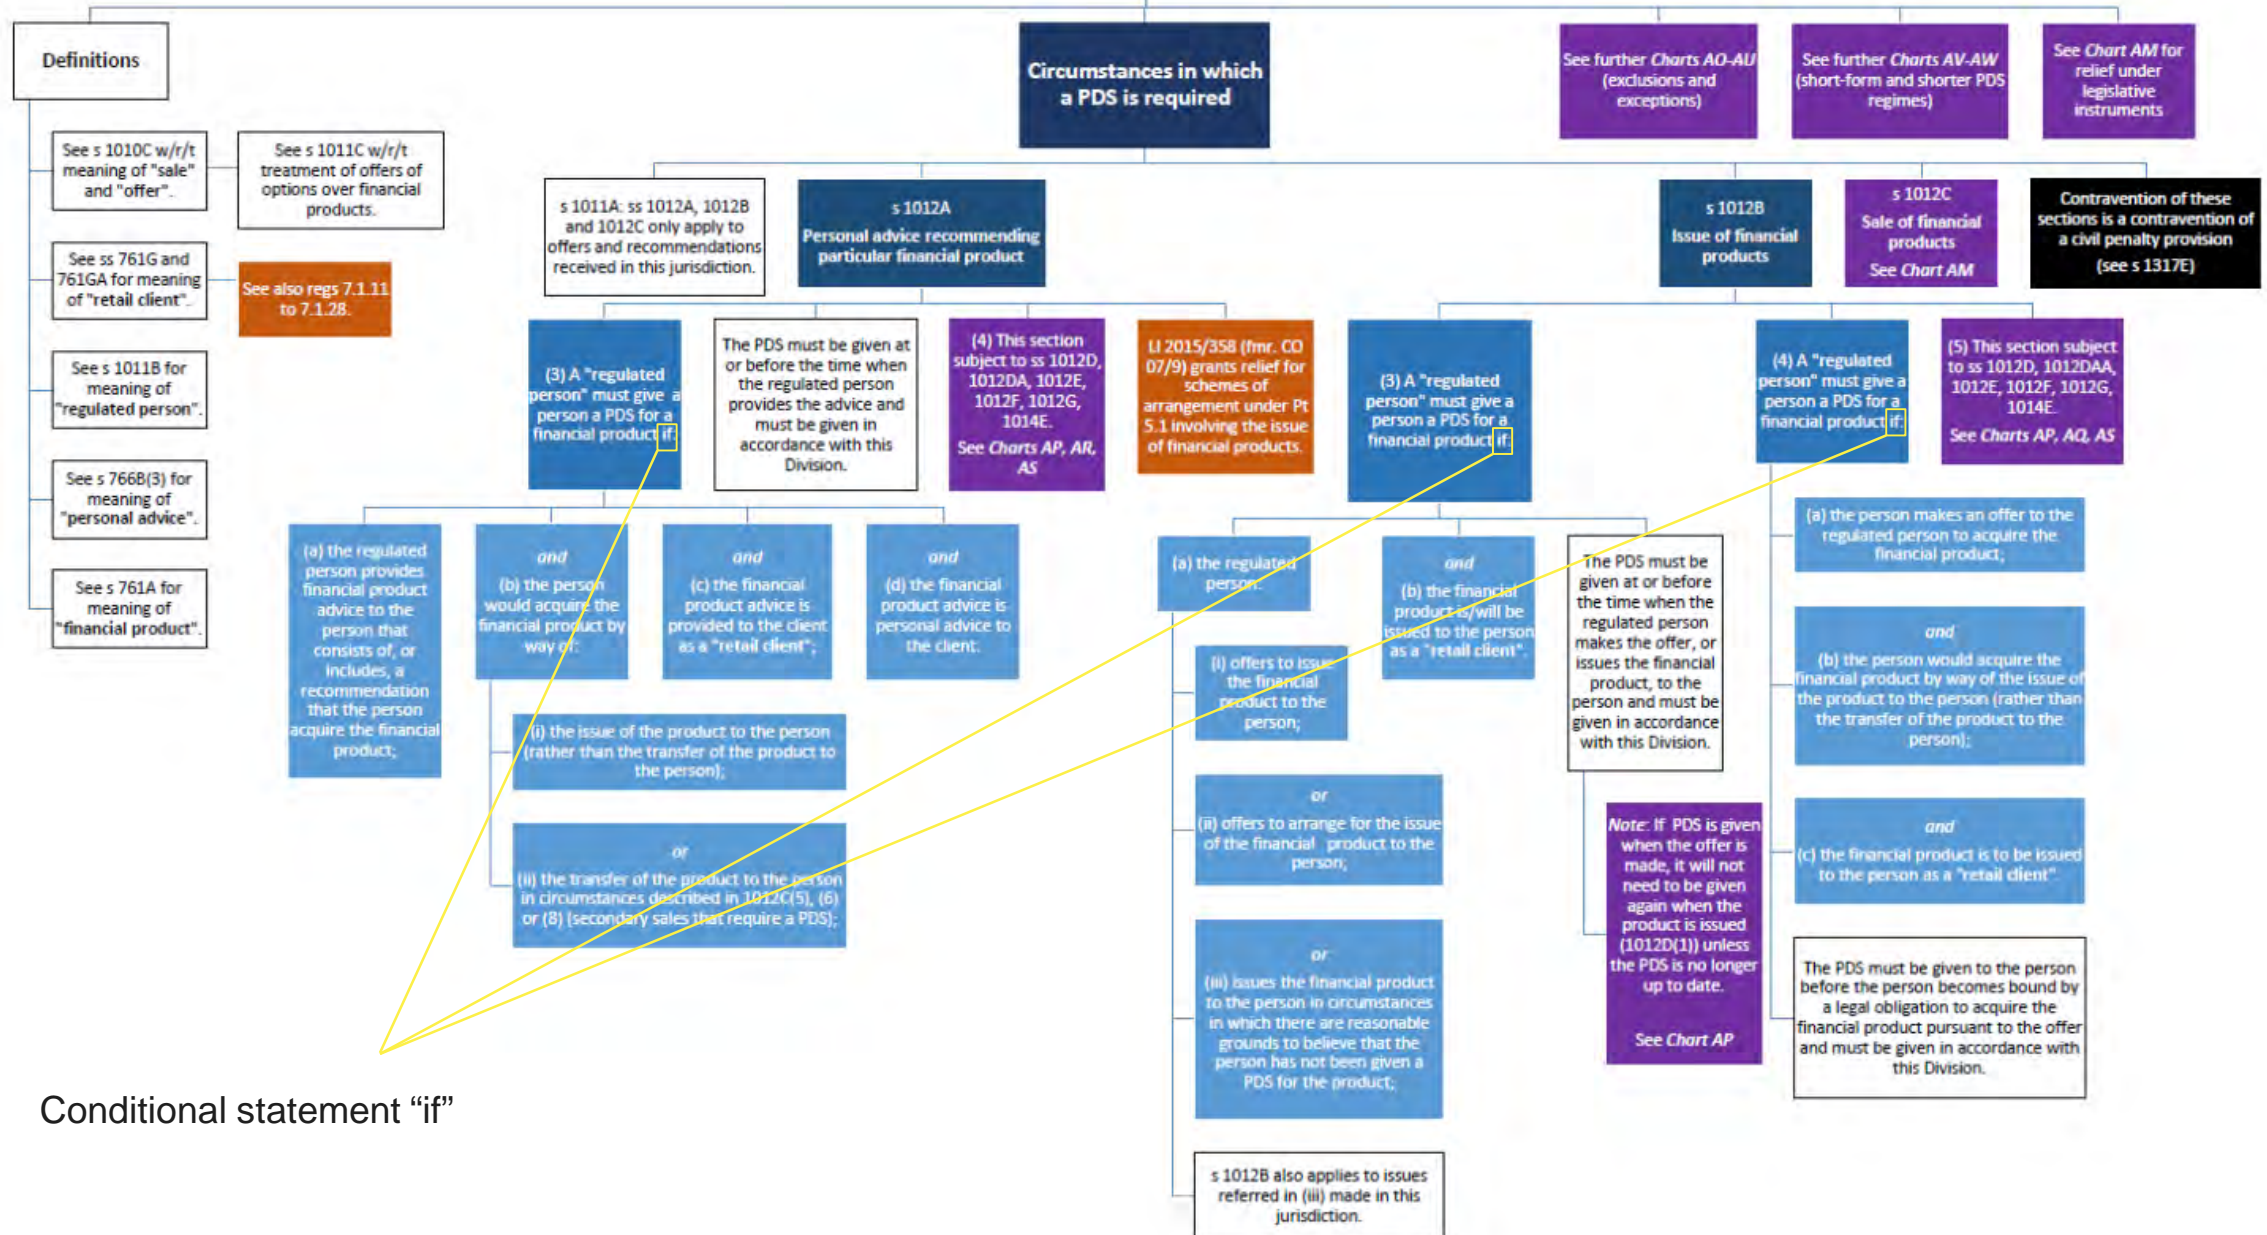 Definitions
Circumstances in which
a PDS is required
See further Charts AO-AU
(exclusions and
exceptions)
See further Charts AV-AW
(short-form and shorter PDS
regimes)
See Chart AM for
relief under
legislative
instruments
See s 1010C w/r/t
meaning of "sale"
and "offer".
See s 1011C w/r/t
treatment of offers of
options over financial
products.
See ss 761G and
761GA for meaning
of "retail client".
See also regs 7.1.11
to 7.1.28.
See s 1011B for
meaning of
"regulated person".
See s 766B(3) for
meaning of
"personal advice".
See s 761A for
meaning of
"financial product".
s 1011A: ss 1012A, 1012B
and 1012C only apply to
offers and recommendations
received in this jurisdiction.
s 1012A
Personal advice recommending
particular financial product
s 1012B
Issue of financial
products
s 1012C
Sale of financial
products
See Chart AM
Contravention of these
sections is a contravention of
a civil penalty provision
(see s 1317E)
(3) A "regulated
person" must give a
person a PDS for a
financial product if:
The PDS must be given at
or before the time when
the regulated person
provides the advice and
must be given in
accordance with this
Division.
(4) This section
subject to ss 1012D,
1012DA, 1012E,
1012F, 1012G,
1014E.
See Charts AP, AR,
AS
LI 2015/358 (fmr. CO
07/9) grants relief for
schemes of
arrangement under Pt
5.1 involving the issue
of financial products.
(a) the regulated
person provides
financial product
advice to the
person that
consists of, or
includes, a
recommendation
that the person
acquire the financial
product;
and
(b) the person
would acquire the
financial product by
way of:
and
(c) the financial
product advice is
provided to the client
as a "retail client";
and
(d) the financial
product advice is
personal advice to
the client.
(i) the issue of the product to the person
(rather than the transfer of the product to
the person);
or
(ii) the transfer of the product to the person
in circumstances described in 1012C(5), (6)
or (8) (secondary sales that require a PDS);
(3) A "regulated
person" must give a
person a PDS for a
financial product if:
(4) A "regulated
person" must give a
person a PDS for a
financial product if:
(5) This section subject
to ss 1012D, 1012DAA,
1012E, 1012F, 1012G,
1014E.
See Charts AP, AQ, AS
(a) the regulated
person:
and
(b) the financial
product is/will be
issued to the person
as a "retail client".
The PDS must be
given at or before
the time when the
regulated person
makes the offer, or
issues the financial
product, to the
person and must be
given in accordance
with this Division.
(i) offers to issue
the financial
product to the
person;
or
(ii) offers to arrange for the issue
of the financial product to the
person;
or
(iii) issues the financial product
to the person in circumstances
in which there are reasonable
grounds to believe that the
person has not been given a
PDS for the product;
s 1012B also applies to issues
referred in (iii) made in this
jurisdiction.
Note: If PDS is given
when the offer is
made, it will not
need to be given
again when the
product is issued
(1012D(1)) unless
the PDS is no longer
up to date.
See Chart AP
(a) the person makes an offer to the
regulated person to acquire the
financial product;
and
(b) the person would acquire the
financial product by way of the issue of
the product to the person (rather than
the transfer of the product to the
person);
and
(c) the financial product is to be issued
to the person as a "retail client".
The PDS must be given to the person
before the person becomes bound by
a legal obligation to acquire the
financial product pursuant to the offer
and must be given in accordance with
this Division.
Conditional statement “if”